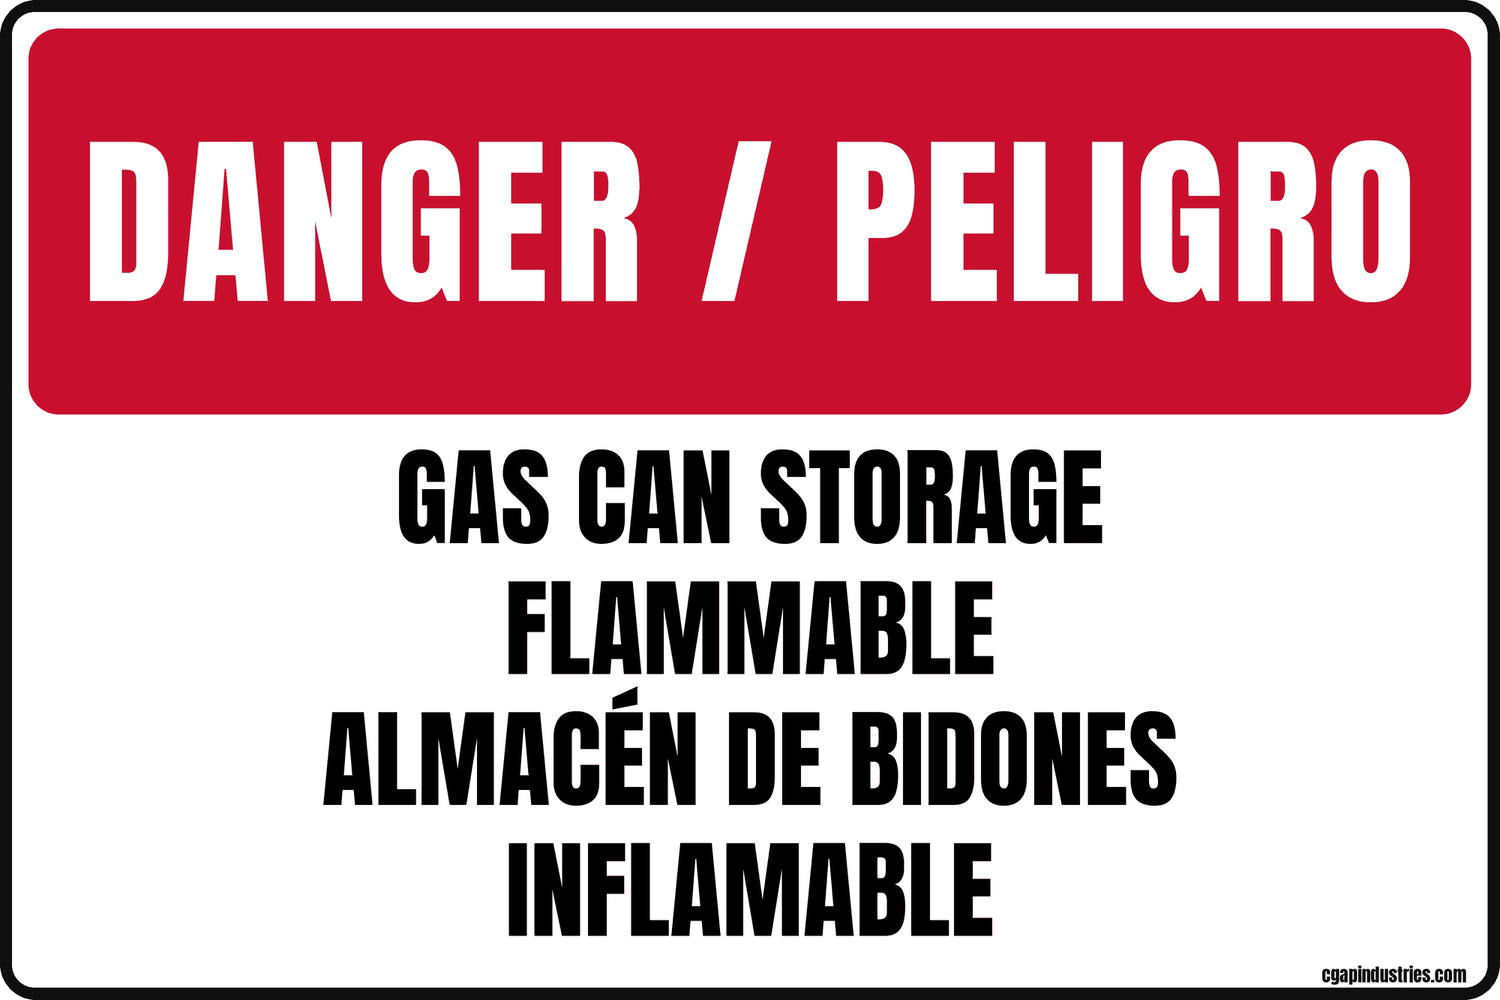 DANGER / PELIGRO
GAS CAN STORAGE
FLAMMABLE
ALMACÉN DE BIDONES
INFLAMABLE
cgapindustries.com